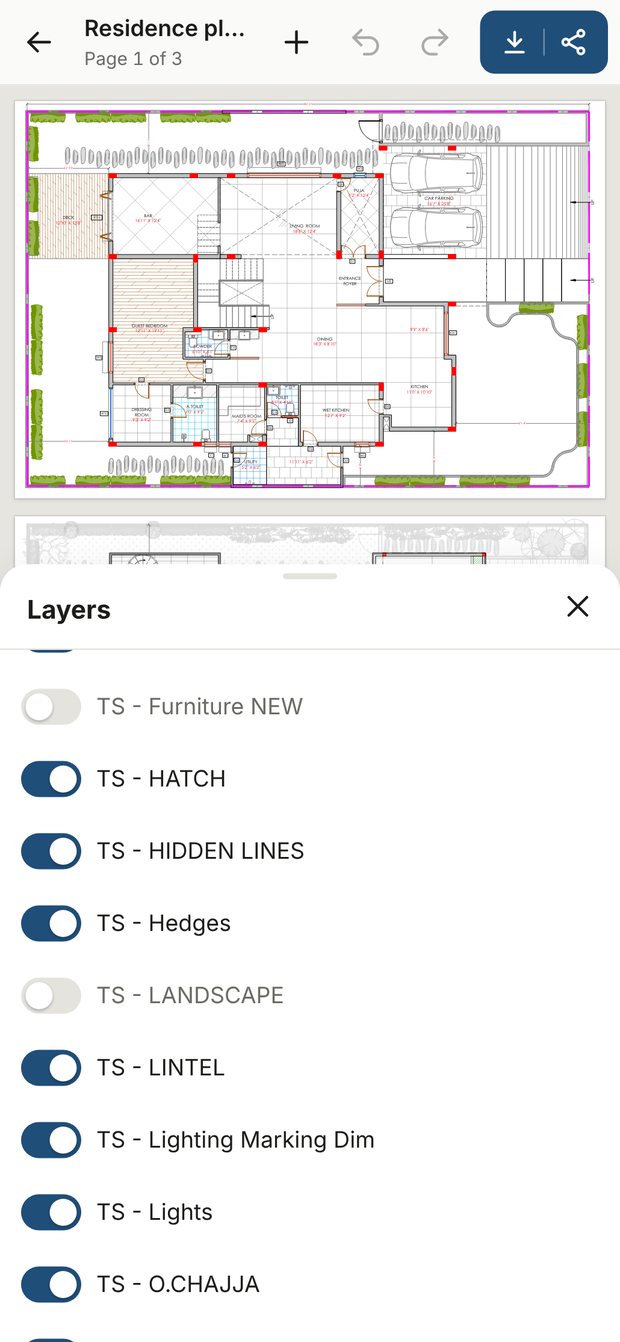 Residence pl...
Page 1 of 3
DECK
BAR
LIVING ROOM
PUJA
CAR PARKING
ENTRANCE
FOYER
GUEST BEDROOM
POWDER
DINING
KITCHEN
DRESSING
ROOM
A.TOILET
MAID'S ROOM
TOILET
WET KITCHEN
UTILITY
Layers
TS - Furniture NEW
TS - HATCH
TS - HIDDEN LINES
TS - Hedges
TS - LANDSCAPE
TS - LINTEL
TS - Lighting Marking Dim
TS - Lights
TS - O.CHAJJA